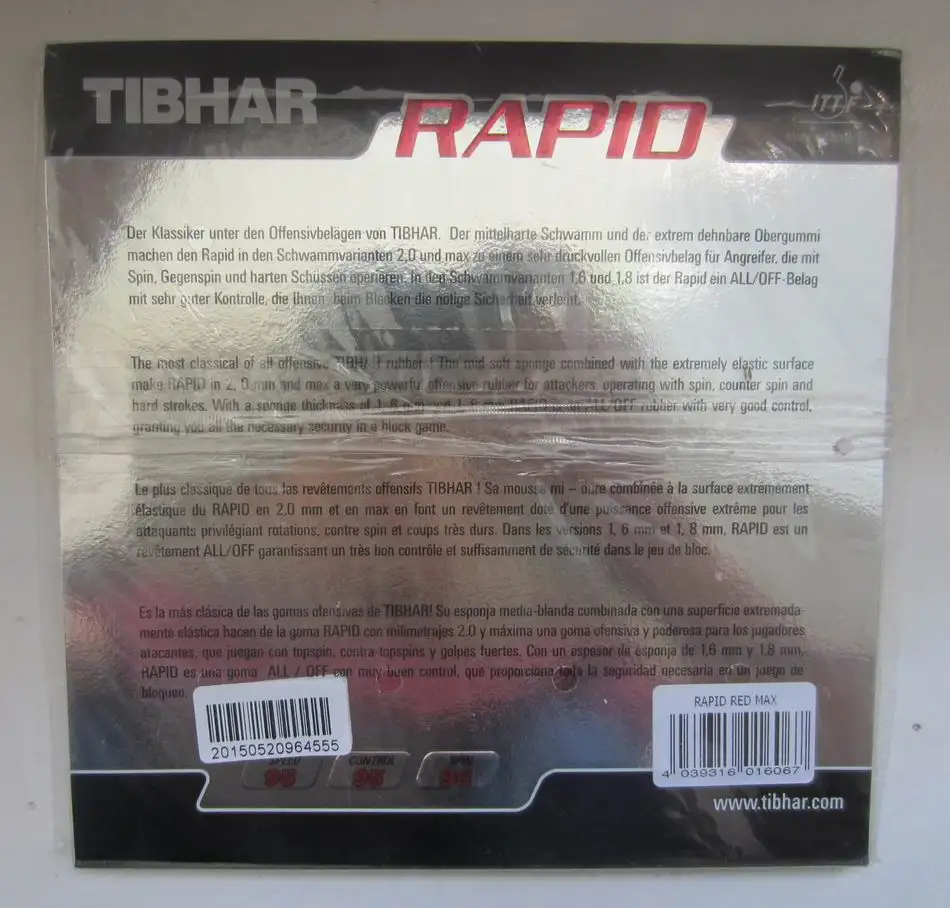 TIBHAR
RAPID
ITTF
Der Klassiker unter den Offensivbelägen von TIBHAR. Der mittelharte Schwamm und der extrem dehnbare Obergummi
machen den Rapid in den Schwammvarianten 2,0 und max zu einem sehr druckvollen Offensivbelag für Angreifer, die mit
Spin, Gegenspin und harten Schüssen operieren. In den Schwammvarianten 1,6 und 1,8 ist der Rapid ein ALL/OFF-Belag
mit sehr guter Kontrolle, die Ihnen beim Blocken die nötige Sicherheit verleiht.
The most classical of all offensive TIBHAR rubbers! The mid soft sponge combined with the extremely elastic surface
make RAPID in 2, 0 mm and max a very powerful offensive rubber for attackers, operating with spin, counter spin and
hard strokes. With a sponge thickness of 1, 6 mm and 1, 8 mm RAPID ALL/OFF rubber with very good control,
granting you all the necessary security in a block game.
Le plus classique de tous les revêtements offensifs TIBHAR ! Sa mousse mi – dure combinée à la surface extrêmement
élastique du RAPID en 2,0 mm et en max en font un revêtement doté d'une puissance offensive extrême pour les
attaquants privilégiant rotations, contre spin et coups très durs. Dans les versions 1, 6 mm et 1, 8 mm, RAPID est un
revêtement ALL/OFF garantissant un très bon contrôle et suffisamment de sécurité dans le jeu de bloc.
Es la más clásica de las gomas ofensivas de TIBHAR! Su esponja media-blanda combinada con una superficie extremada-
mente elástica hacen de la goma RAPID con milimetrajes 2.0 y máxima una goma ofensiva y poderosa para los jugadores
atacantes, que juegan con topspin, contra-topspins y golpes fuertes. Con un espesor de esponja de 1,6 mm y 1,8 mm,
RAPID es una goma ALL / OFF con muy buen control, que proporciona toda la seguridad necesaria en un juego de
bloqueo.
20150520964555
RAPID RED MAX
4 039316 016067
SPEED CONTROL SPIN
95 95
www.tibhar.com